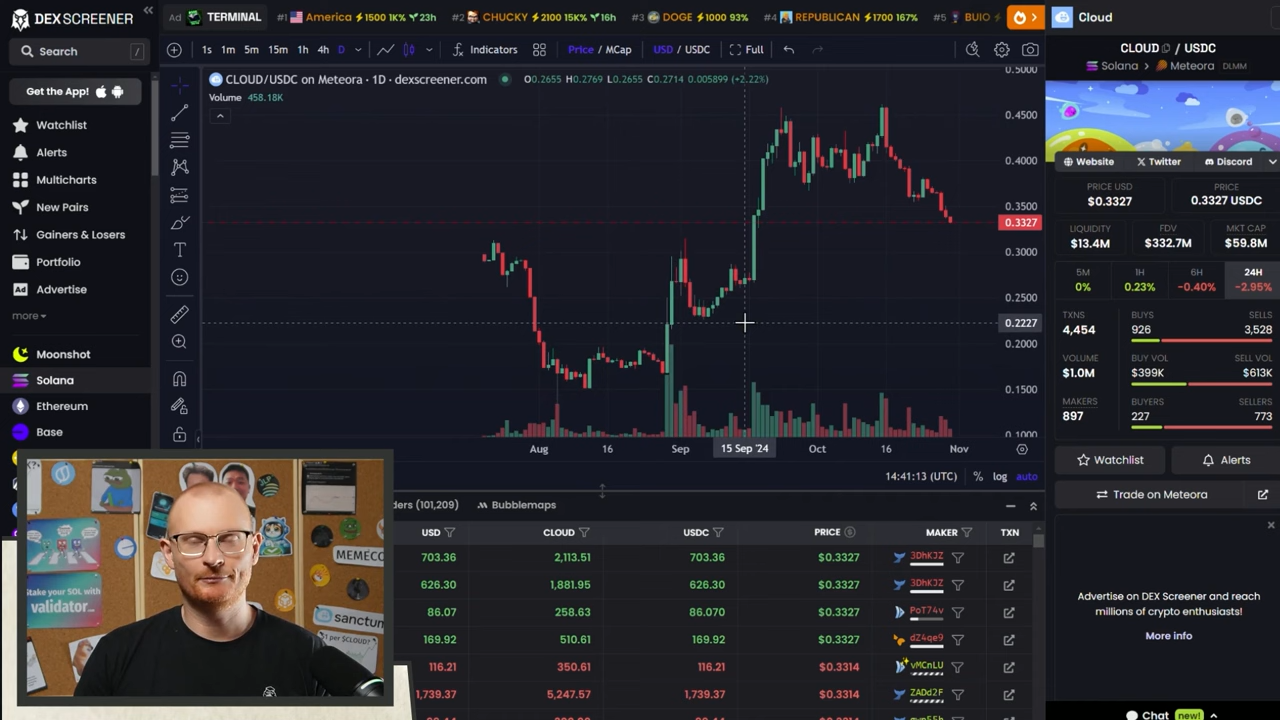 DEX SCREENER
Ad TERMINAL
#1 America ⚡1500 1K% 23h
#2 CHUCKY ⚡2100 15K% 16h
#3 DOGE ⚡1000 93%
#4 REPUBLICAN ⚡1700 167%
#5 BUIO
Cloud
Search /
Get the App!
Watchlist
Alerts
Multicharts
New Pairs
Gainers & Losers
Portfolio
Advertise
more
Moonshot
Solana
Ethereum
Base
1s 1m 5m 15m 1h 4h D
Indicators
Price / MCap
USD / USDC
Full
CLOUD/USDC on Meteora · 1D · dexscreener.com
O0.2655 H0.2769 L0.2655 C0.2714 0.005899 (+2.22%)
Volume 458.18K
0.5000
0.4500
0.4000
0.3500
0.3327
0.3000
0.2500
0.2227
0.2000
0.1500
0.1000
Aug 16 Sep 15 Sep '24 Oct 16 Nov
14:41:13 (UTC) % log auto
ders (101,209)
Bubblemaps
USD CLOUD USDC PRICE MAKER TXN
703.36 2,113.51 703.36 $0.3327 3DhKJZ
626.30 1,881.95 626.30 $0.3327 3DhKJZ
86.07 258.63 86.070 $0.3327 PoT74v
169.92 510.61 169.92 $0.3327 dZ4qe9
116.21 350.61 116.21 $0.3314 vMCnLU
1,739.37 5,247.57 1,739.37 $0.3314 ZADd2F
CLOUD / USDC
Solana > Meteora DLMM
Website
Twitter
Discord
PRICE USD
$0.3327
PRICE
0.3327 USDC
LIQUIDITY
$13.4M
FDV
$332.7M
MKT CAP
$59.8M
5M
0%
1H
0.23%
6H
-0.40%
24H
-2.95%
TXNS
4,454
BUYS
926
SELLS
3,528
VOLUME
$1.0M
BUY VOL
$399K
SELL VOL
$613K
MAKERS
897
BUYERS
227
SELLERS
773
Watchlist
Alerts
Trade on Meteora
Advertise on DEX Screener and reach
millions of crypto enthusiasts!
More info
Chat new!
Stake your SOL with
validator...
MEMECO
sanctum
$1 per $CLOUD?